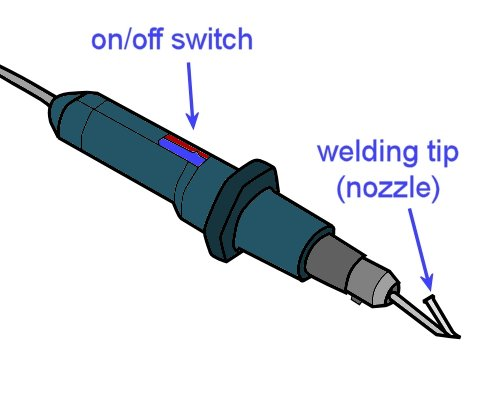 on/off switch
welding tip
(nozzle)